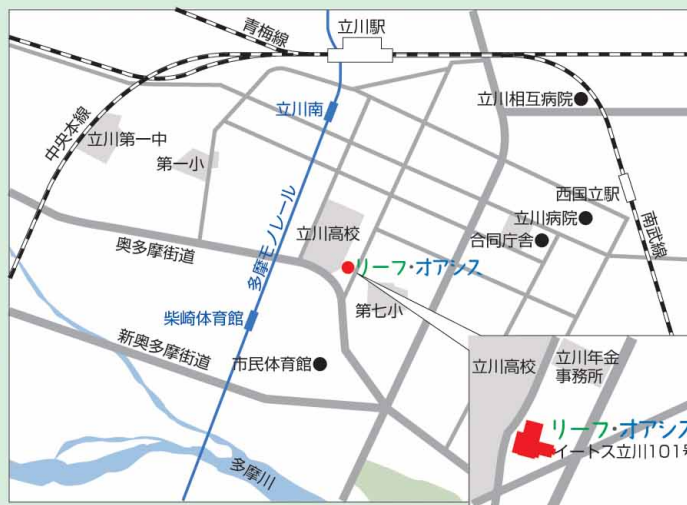 青梅線
立川駅
立川南
立川相互病院
中央本線
立川第一中
第一小
西国立駅
立川病院
南武線
立川高校
合同庁舎
多摩モノレール
奥多摩街道
リーフ・オアシス
第七小
柴崎体育館
新奥多摩街道
市民体育館
多摩川
立川高校
立川年金
事務所
リーフ・オアシス
イートス立川101号